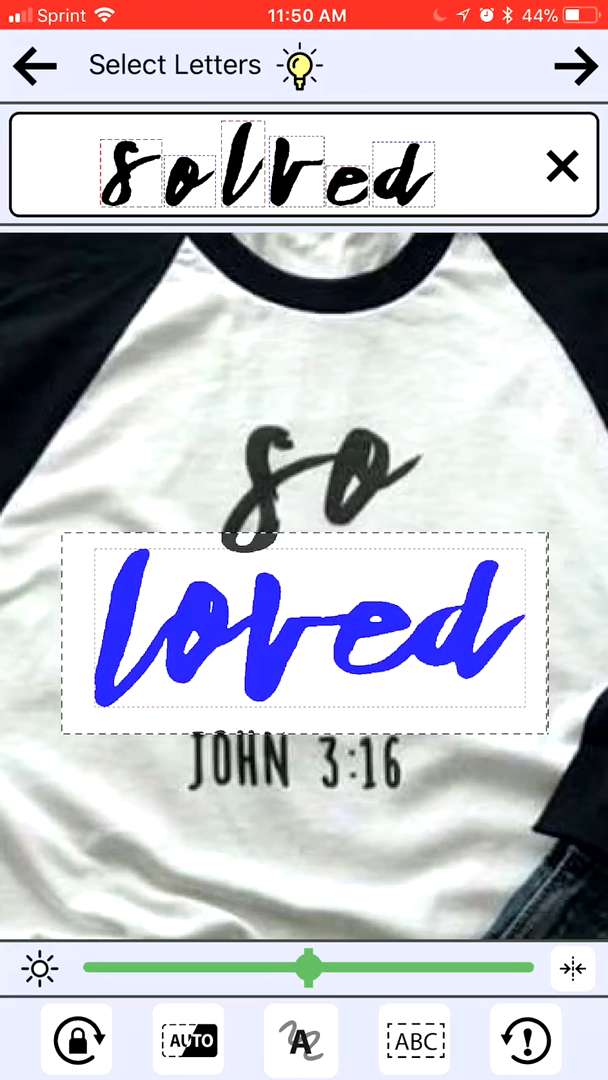 Sprint 11:50 AM 44%
Select Letters
solved
so
loved
JOHN 3:16
AUTO A ABC